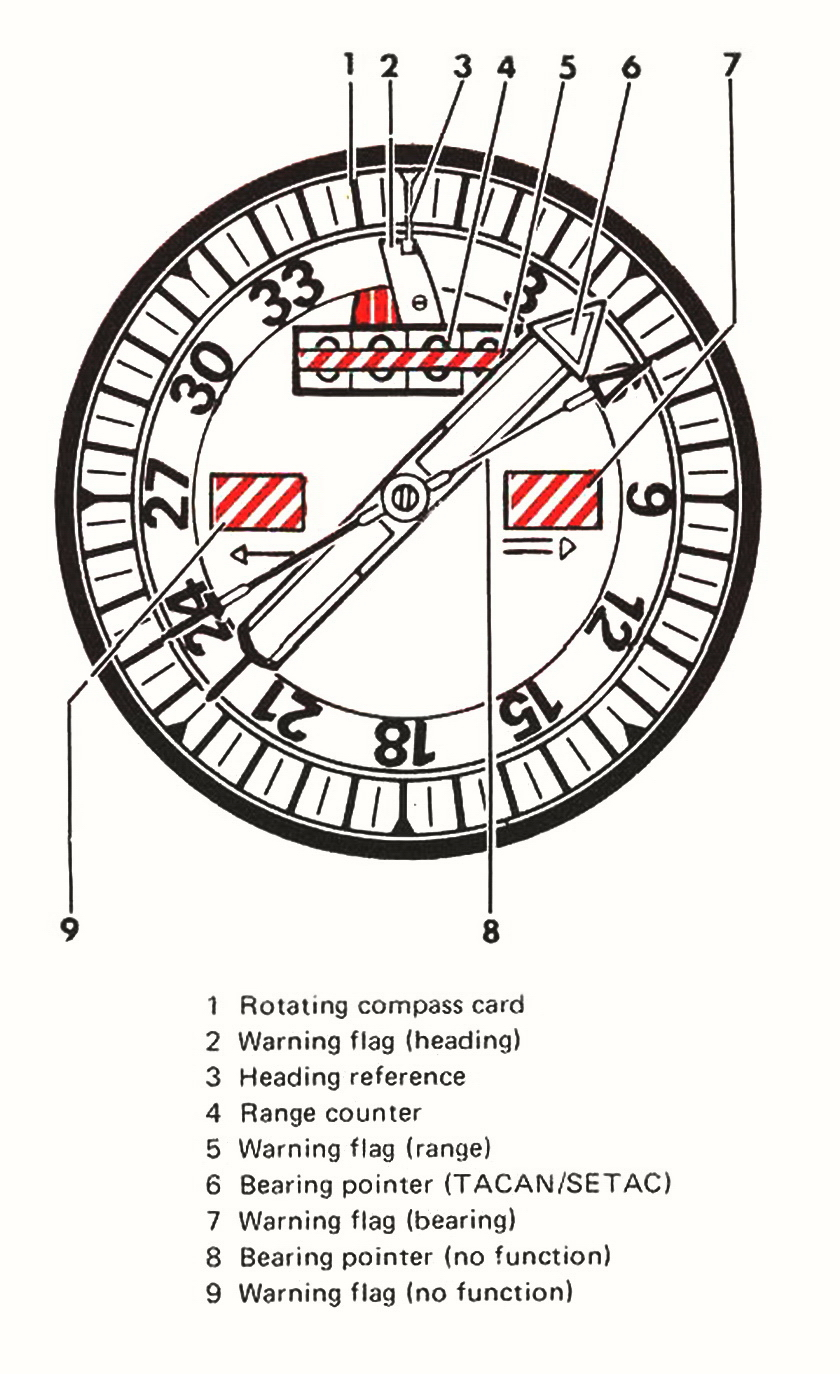 1 2 3 4 5 6 7
33
3
30
27
9
24
12
21
15
18
0000
9
8
1 Rotating compass card
2 Warning flag (heading)
3 Heading reference
4 Range counter
5 Warning flag (range)
6 Bearing pointer (TACAN/SETAC)
7 Warning flag (bearing)
8 Bearing pointer (no function)
9 Warning flag (no function)